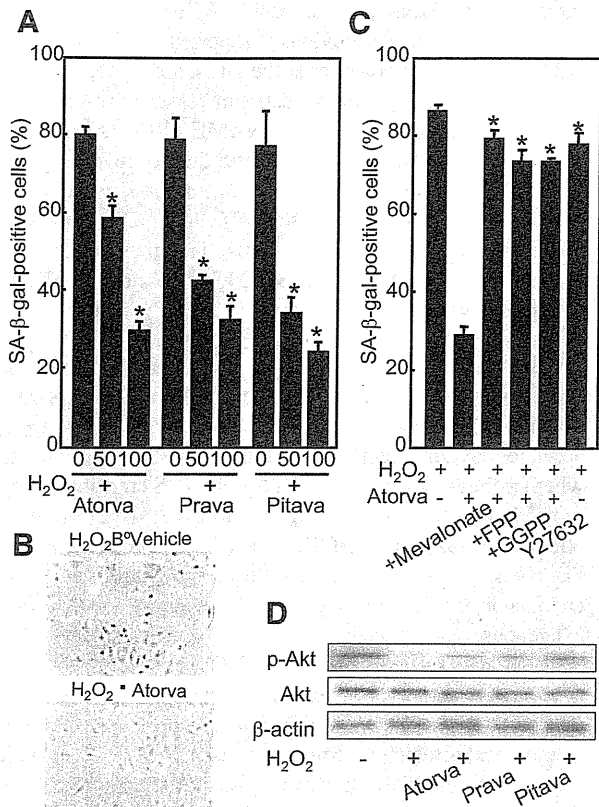 A
SA-β-gal-positive cells (%)
100
80
60
40
20
0
* * * * * *
0 50 100 0 50 100 0 50 100
H₂O₂ + + +
Atorva Prava Pitava
B
H₂O₂B°Vehicle
H₂O₂ ▪ Atorva
C
SA-β-gal-positive cells (%)
100
80
60
40
20
0
* * * *
H₂O₂ + + + + + +
Atorva - + + + + -
+Mevalonate
+FPP
+GGPP
Y27632
D
p-Akt
Akt
β-actin
H₂O₂ - + + + +
Atorva
Prava
Pitava